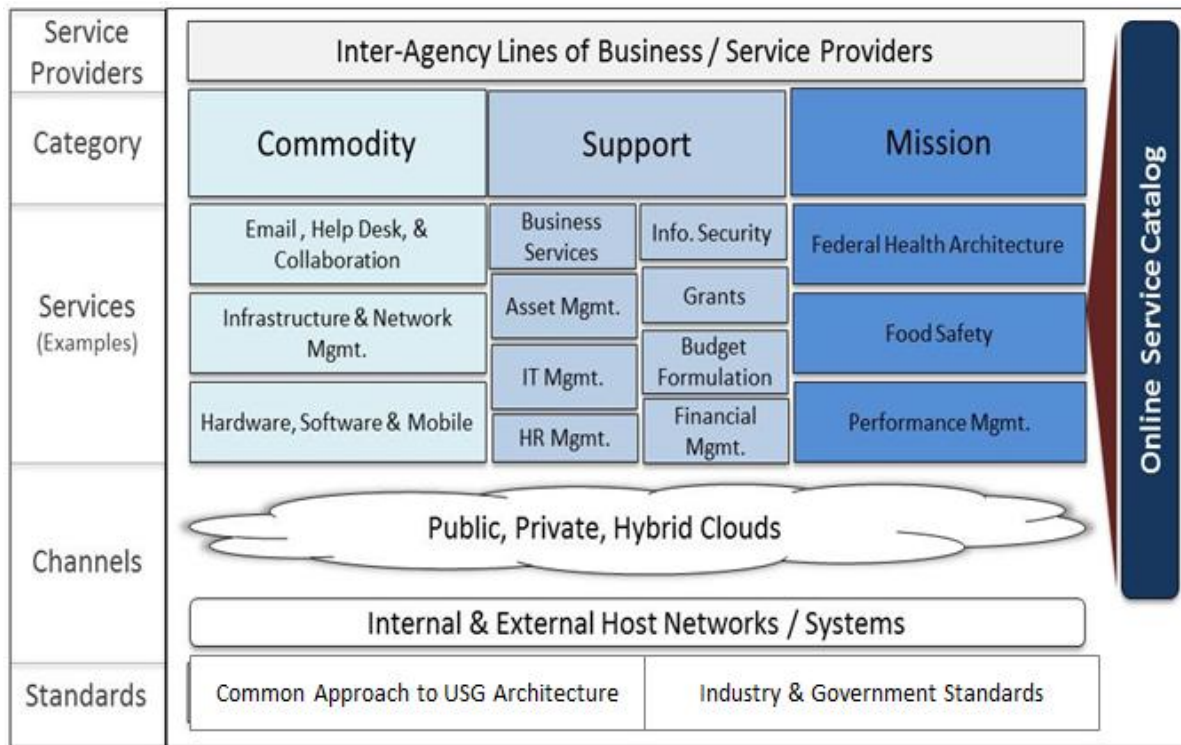 Service
Providers
Inter-Agency Lines of Business / Service Providers
Category
Commodity
Support
Mission
Services
(Examples)
Email , Help Desk, &
Collaboration
Infrastructure & Network
Mgmt.
Hardware, Software & Mobile
Business
Services
Asset Mgmt.
IT Mgmt.
HR Mgmt.
Info. Security
Grants
Budget
Formulation
Financial
Mgmt.
Federal Health Architecture
Food Safety
Performance Mgmt.
Channels
Public, Private, Hybrid Clouds
Internal & External Host Networks / Systems
Standards
Common Approach to USG Architecture
Industry & Government Standards
Online Service Catalog